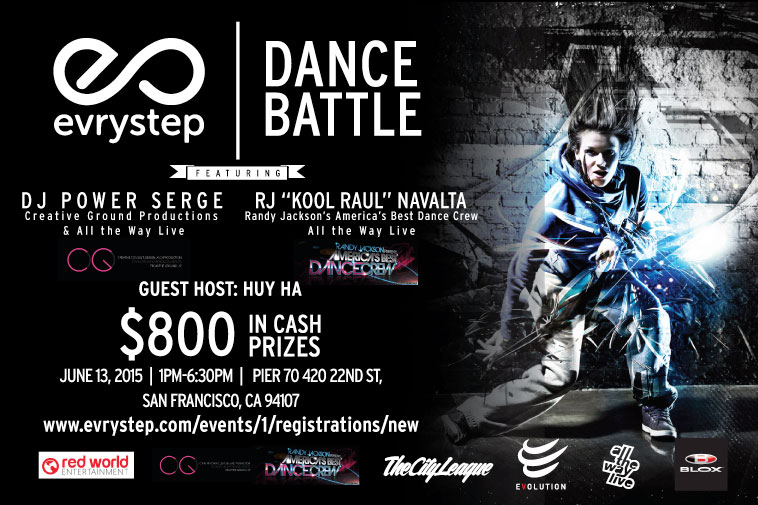 evrystep
DANCE
BATTLE
FEATURING
DJ POWER SERGE
Creative Ground Productions
& All the Way Live
RJ “KOOL RAUL” NAVALTA
Randy Jackson's America's Best Dance Crew
All the Way Live
CG
RANDY JACKSON
AMERICA'S BEST
DANCE CREW
GUEST HOST: HUY HA
$800 IN CASH
PRIZES
JUNE 13, 2015 | 1PM-6:30PM | PIER 70 420 22ND ST,
SAN FRANCISCO, CA 94107
www.evrystep.com/events/1/registrations/new
red world
ENTERTAINMENT
CG
RANDY JACKSON
AMERICA'S BEST
DANCE CREW
TheCityLeague
EVOLUTION
all
the
way
live
BLOX